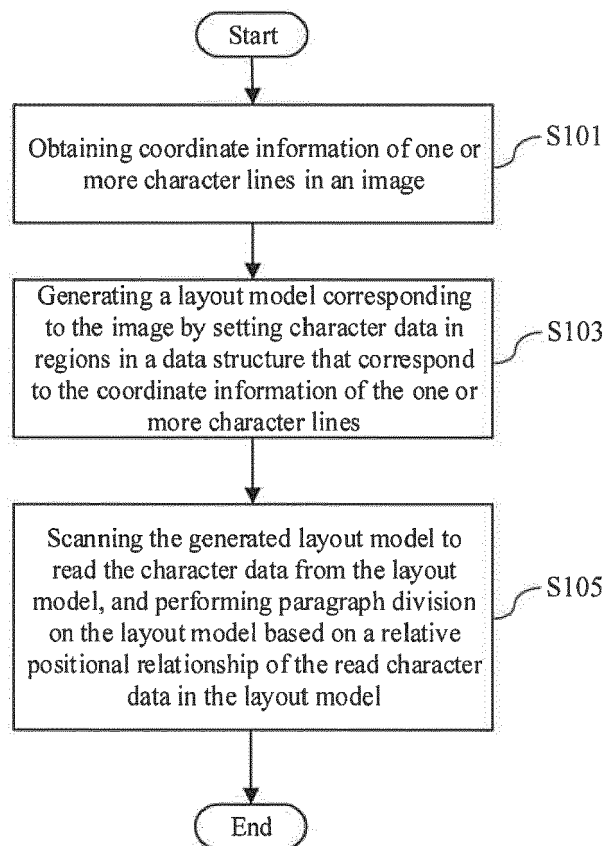 Start
Obtaining coordinate information of one or
more character lines in an image
S101
Generating a layout model corresponding
to the image by setting character data in
regions in a data structure that correspond
to the coordinate information of the one or
more character lines
S103
Scanning the generated layout model to
read the character data from the layout
model, and performing paragraph division
on the layout model based on a relative
positional relationship of the read character
data in the layout model
S105
End